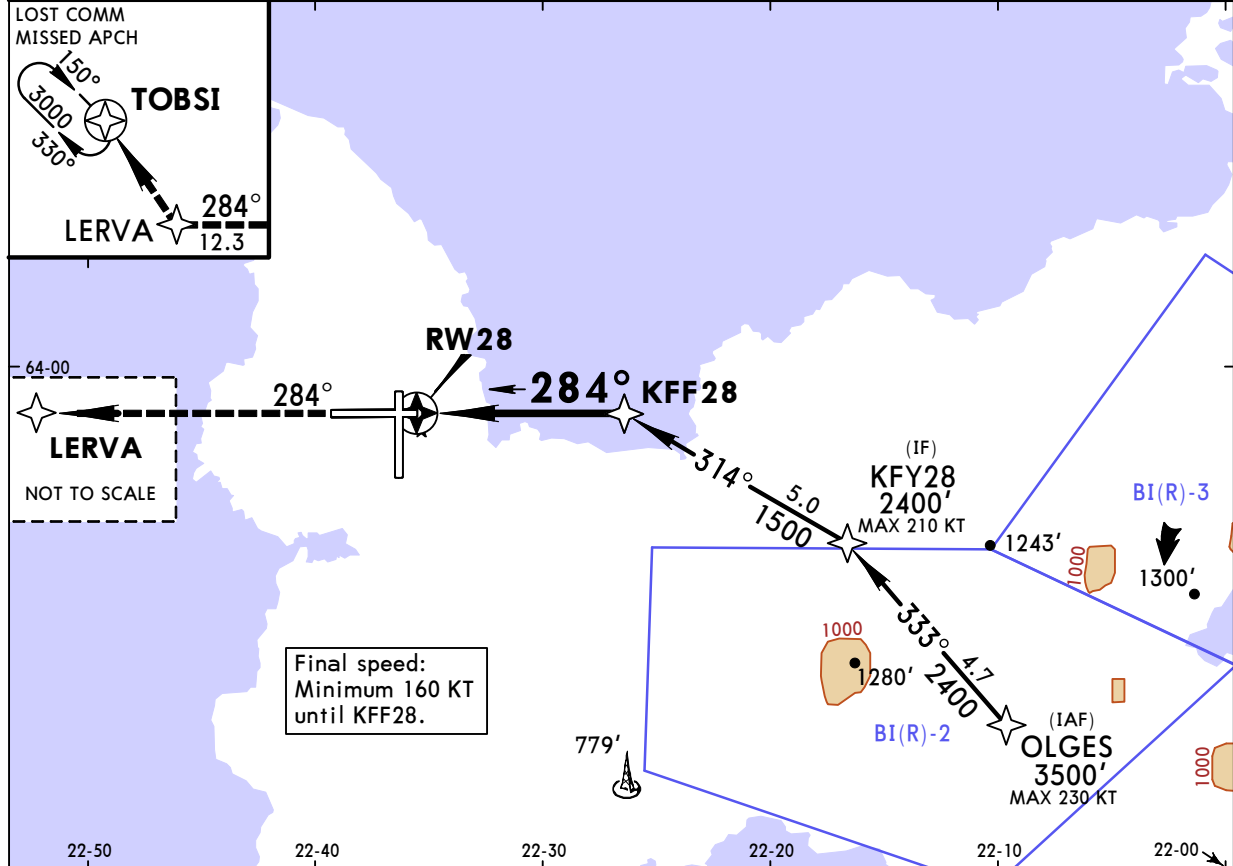 LOST COMM
MISSED APCH
150°
TOBSI
3000
330°
284°
LERVA
12.3
RW28
64-00
284°
284°
KFF28
LERVA
NOT TO SCALE
314°
5.0
1500
(IF)
KFY28
2400'
MAX 210 KT
BI(R)-3
1243'
1000
1300'
333°
4.7
2400
1000
1280'
Final speed:
Minimum 160 KT
until KFF28.
BI(R)-2
(IAF)
OLGES
3500'
MAX 230 KT
779'
1000
22-50
22-40
22-30
22-20
22-10
22-00